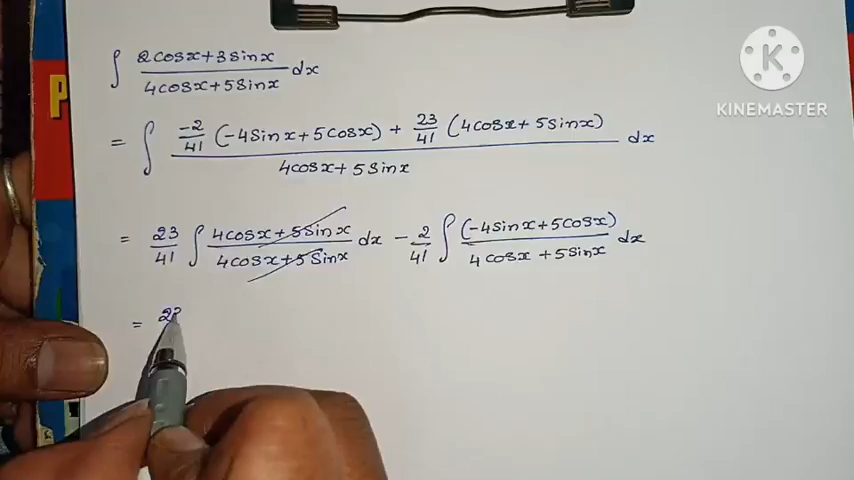 ∫ (2cosx+3sinx)/(4cosx+5sinx) dx
= ∫ (-2/41 (-4sinx+5cosx) + 23/41 (4cosx+5sinx))/(4cosx+5sinx) dx
= 23/41 ∫ (4cosx+5sinx)/(4cosx+5sinx) dx - 2/41 ∫ (-4sinx+5cosx)/(4cosx+5sinx) dx
= 23
K
KINEMASTER